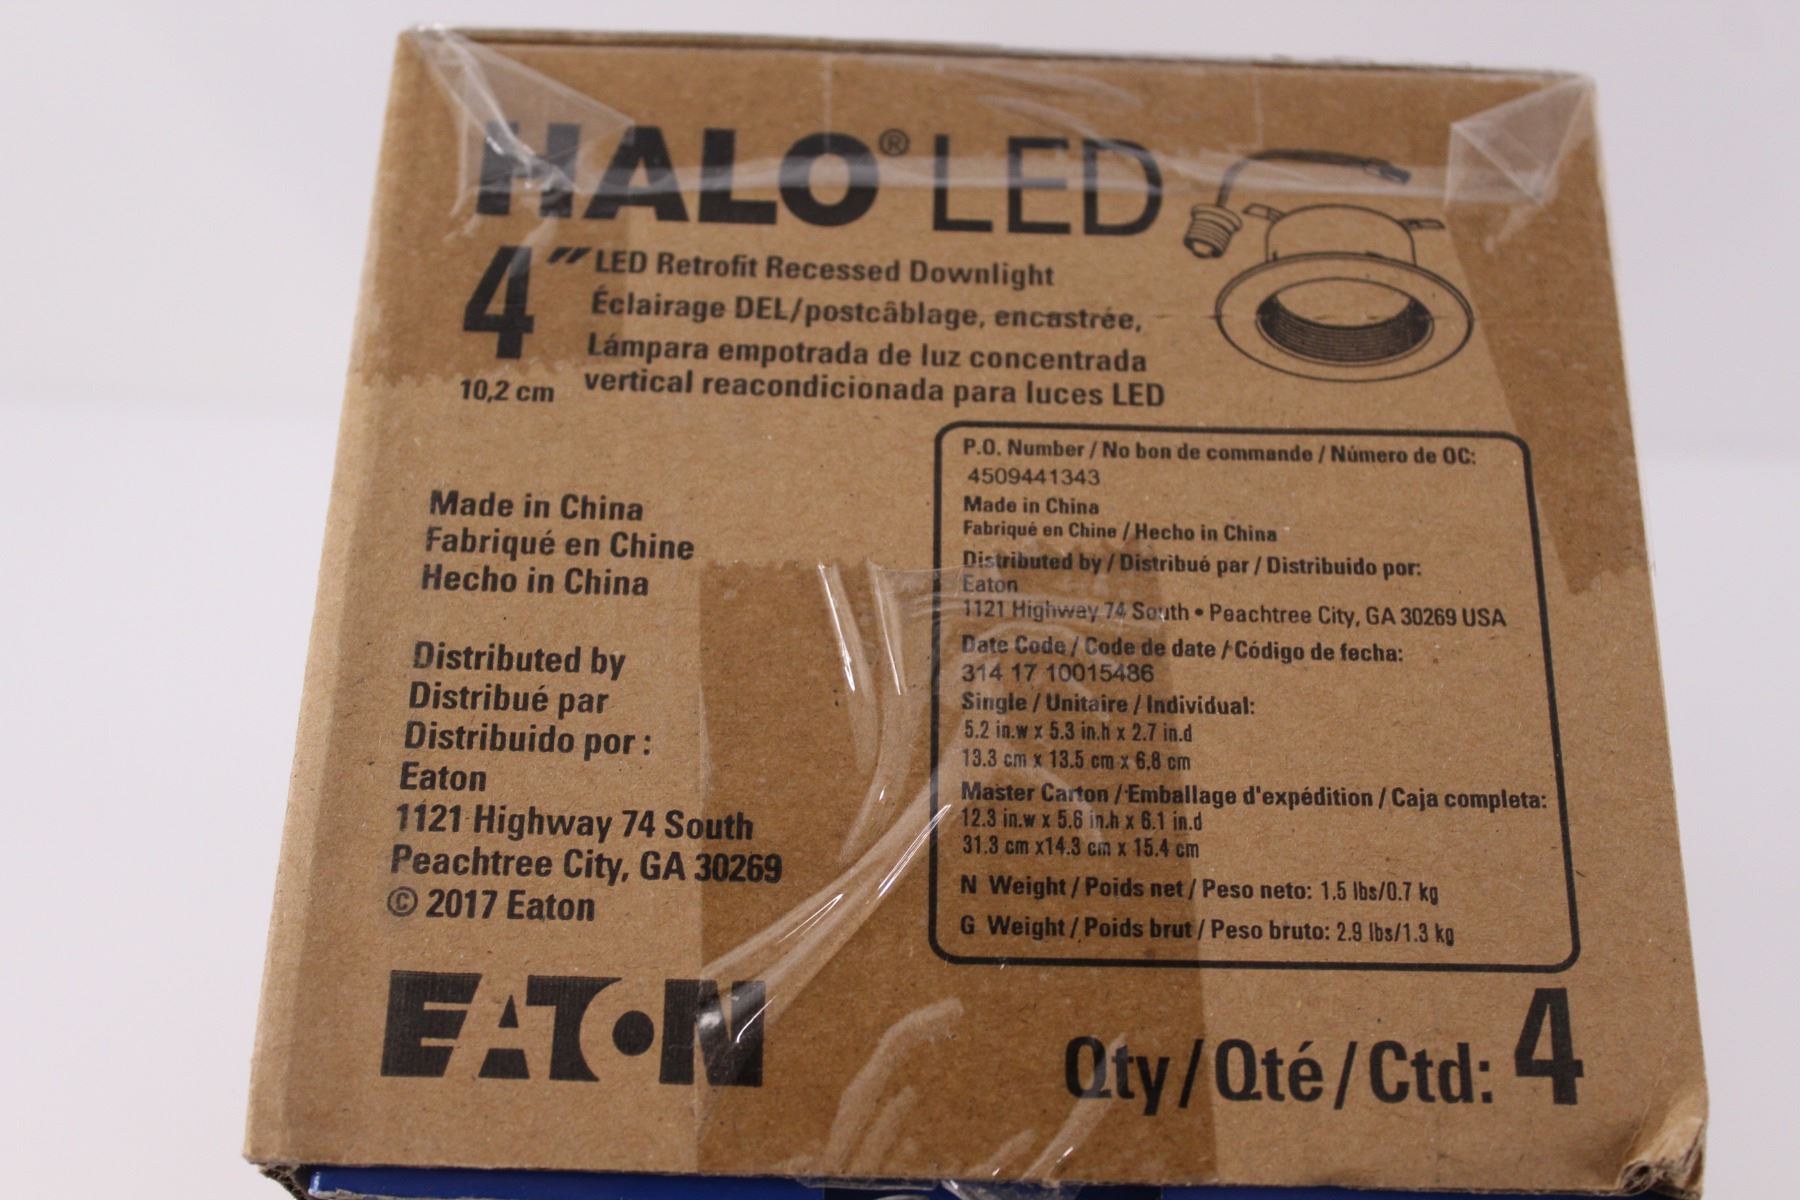 HALO® LED
4"
10,2 cm
LED Retrofit Recessed Downlight
Éclairage DEL/postcâblage, encastrée,
Lámpara empotrada de luz concentrada
vertical reacondicionada para luces LED
Made in China
Fabriqué en Chine
Hecho in China
Distributed by
Distribué par
Distribuido por :
Eaton
1121 Highway 74 South
Peachtree City, GA 30269
© 2017 Eaton
EATON
P.O. Number / No bon de commande / Número de OC:
4509441343
Made in China
Fabriqué en Chine / Hecho in China
Distributed by / Distribué par / Distribuido por:
Eaton
1121 Highway 74 South • Peachtree City, GA 30269 USA
Date Code / Code de date / Código de fecha:
314 17 10015486
Single / Unitaire / Individual:
5.2 in.w x 5.3 in.h x 2.7 in.d
13.3 cm x 13.5 cm x 6.8 cm
Master Carton / Emballage d'expédition / Caja completa:
12.3 in.w x 5.6 in.h x 6.1 in.d
31.3 cm x14.3 cm x 15.4 cm
N Weight / Poids net / Peso neto: 1.5 lbs/0.7 kg
G Weight / Poids brut / Peso bruto: 2.9 lbs/1.3 kg
Qty / Qté / Ctd: 4